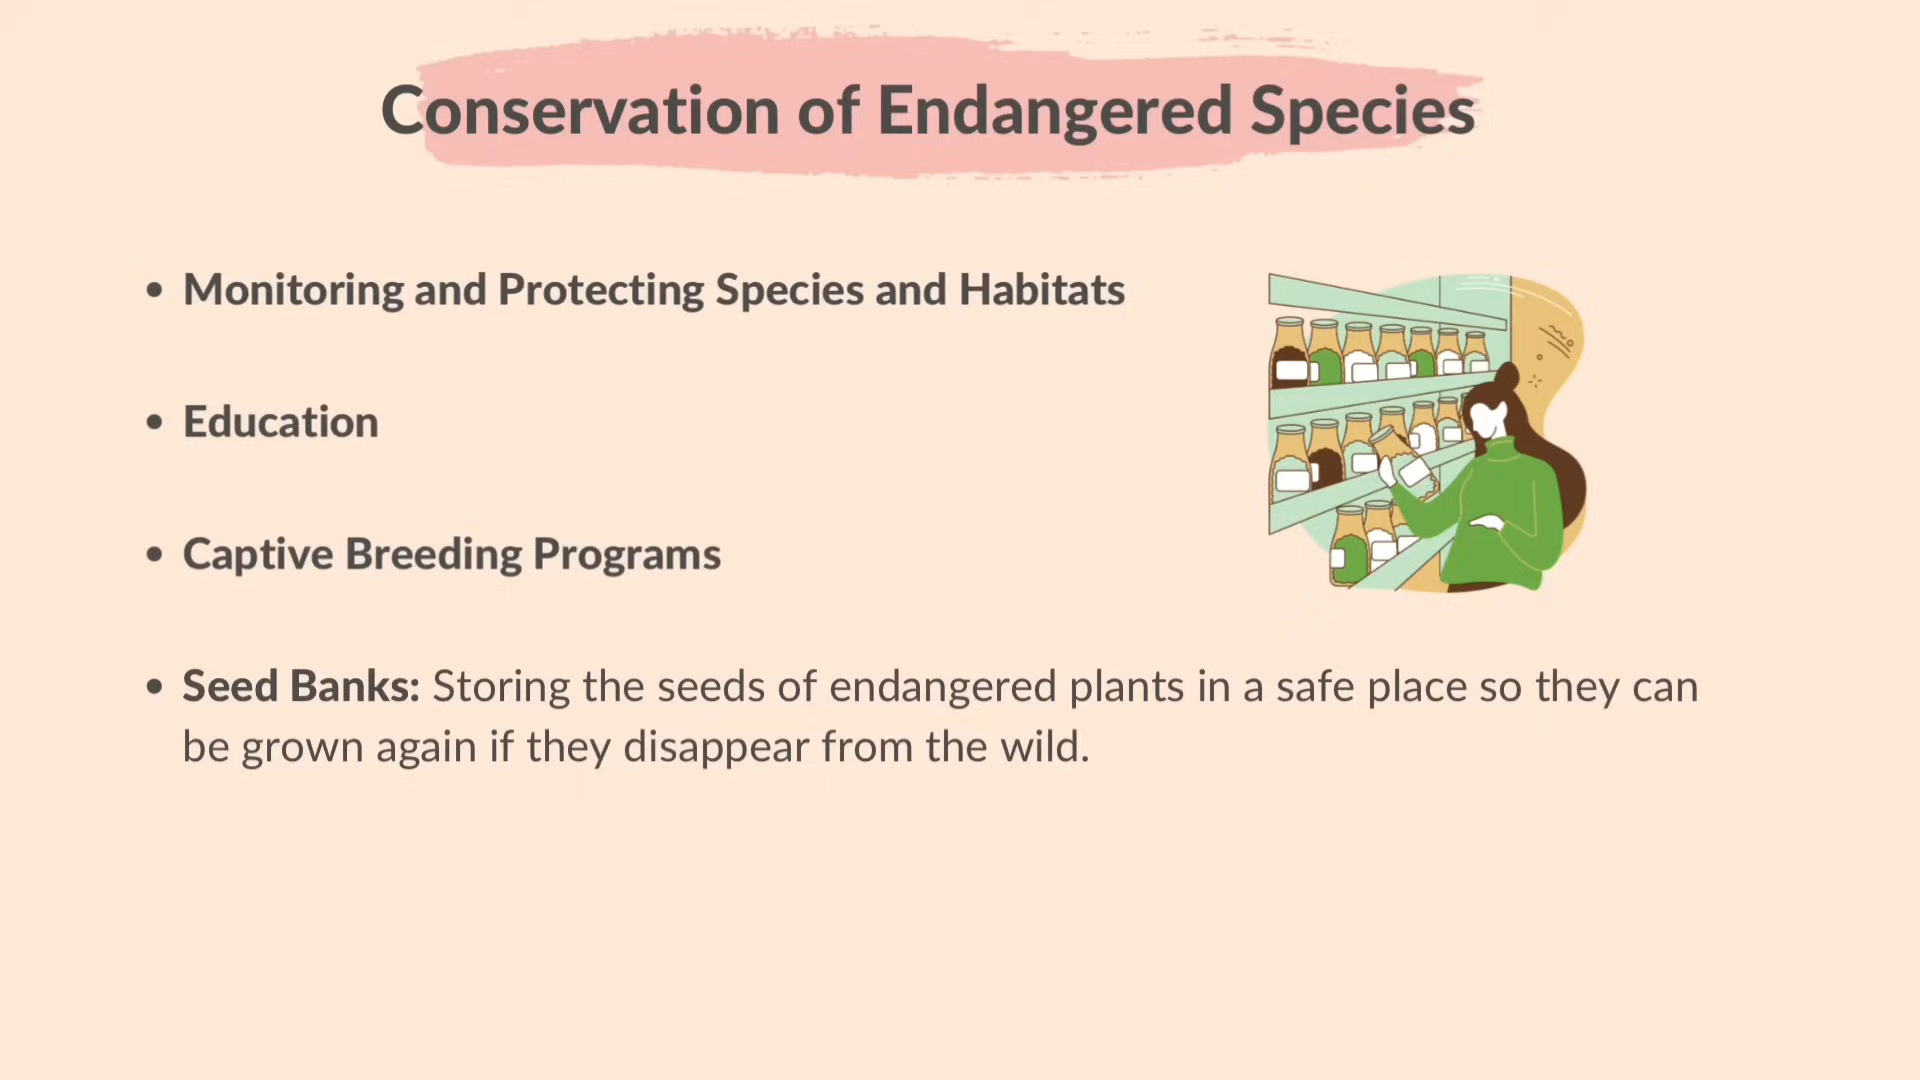 Conservation of Endangered Species
• Monitoring and Protecting Species and Habitats
• Education
• Captive Breeding Programs
• Seed Banks: Storing the seeds of endangered plants in a safe place so they can
be grown again if they disappear from the wild.